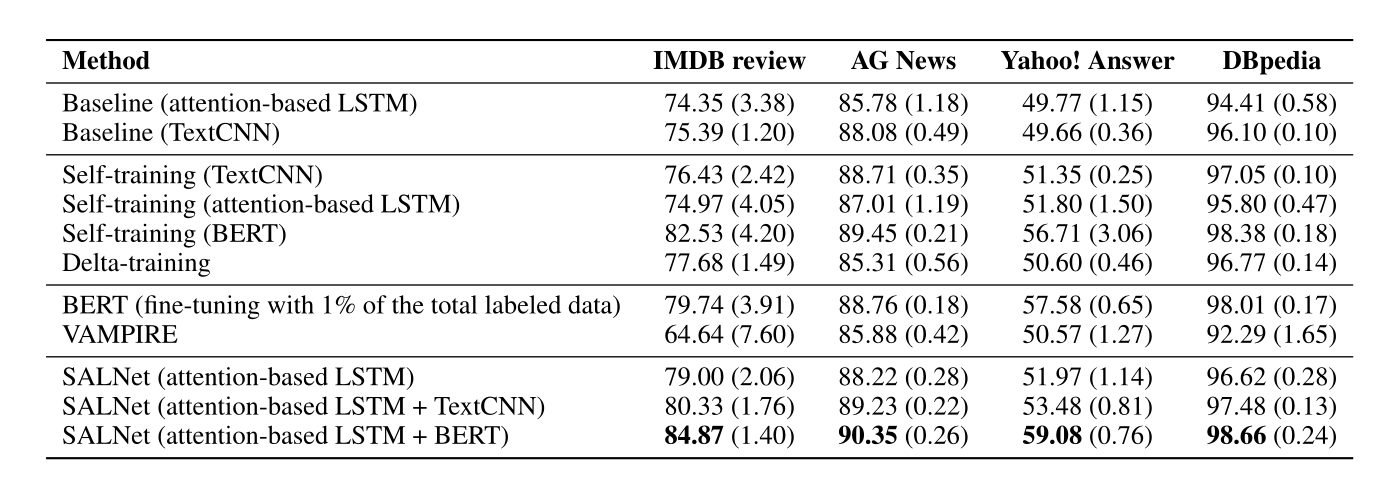 Method IMDB review AG News Yahoo! Answer DBpedia
Baseline (attention-based LSTM) 74.35 (3.38) 85.78 (1.18) 49.77 (1.15) 94.41 (0.58)
Baseline (TextCNN) 75.39 (1.20) 88.08 (0.49) 49.66 (0.36) 96.10 (0.10)
Self-training (TextCNN) 76.43 (2.42) 88.71 (0.35) 51.35 (0.25) 97.05 (0.10)
Self-training (attention-based LSTM) 74.97 (4.05) 87.01 (1.19) 51.80 (1.50) 95.80 (0.47)
Self-training (BERT) 82.53 (4.20) 89.45 (0.21) 56.71 (3.06) 98.38 (0.18)
Delta-training 77.68 (1.49) 85.31 (0.56) 50.60 (0.46) 96.77 (0.14)
BERT (fine-tuning with 1% of the total labeled data) 79.74 (3.91) 88.76 (0.18) 57.58 (0.65) 98.01 (0.17)
VAMPIRE 64.64 (7.60) 85.88 (0.42) 50.57 (1.27) 92.29 (1.65)
SALNet (attention-based LSTM) 79.00 (2.06) 88.22 (0.28) 51.97 (1.14) 96.62 (0.28)
SALNet (attention-based LSTM + TextCNN) 80.33 (1.76) 89.23 (0.22) 53.48 (0.81) 97.48 (0.13)
SALNet (attention-based LSTM + BERT) 84.87 (1.40) 90.35 (0.26) 59.08 (0.76) 98.66 (0.24)